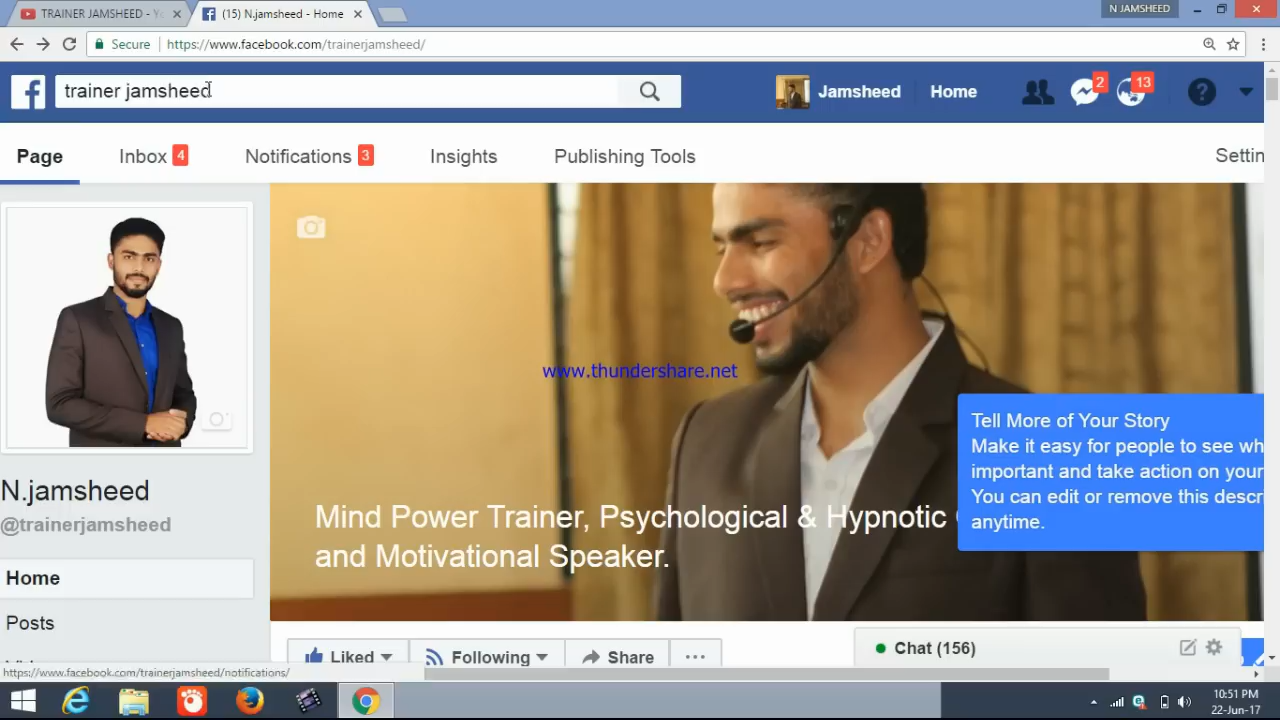 TRAINER JAMSHEED - Y
(15) N.jamsheed - Home
N JAMSHEED
Secure
https://www.facebook.com/trainerjamsheed/
trainer jamsheed
Jamsheed
Home
2
13
Page
Inbox 4
Notifications 3
Insights
Publishing Tools
Settin
www.thundershare.net
Tell More of Your Story
Make it easy for people to see wh
important and take action on your
You can edit or remove this descr
anytime.
Mind Power Trainer, Psychological & Hypnotic
and Motivational Speaker.
N.jamsheed
@trainerjamsheed
Home
Posts
Liked
Following
Share
Chat (156)
https://www.facebook.com/trainerjamsheed/notifications/
10:51 PM
22-Jun-17